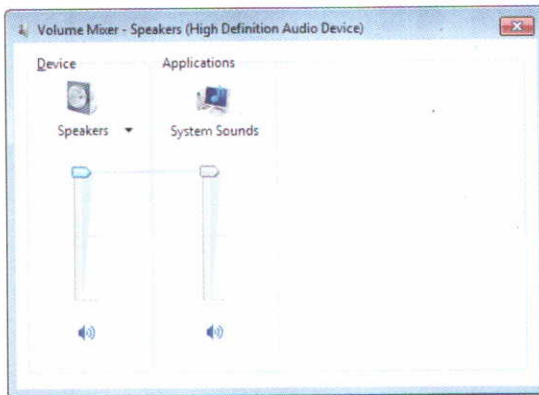 Volume Mixer - Speakers (High Definition Audio Device)
Device
Applications
Speakers
System Sounds